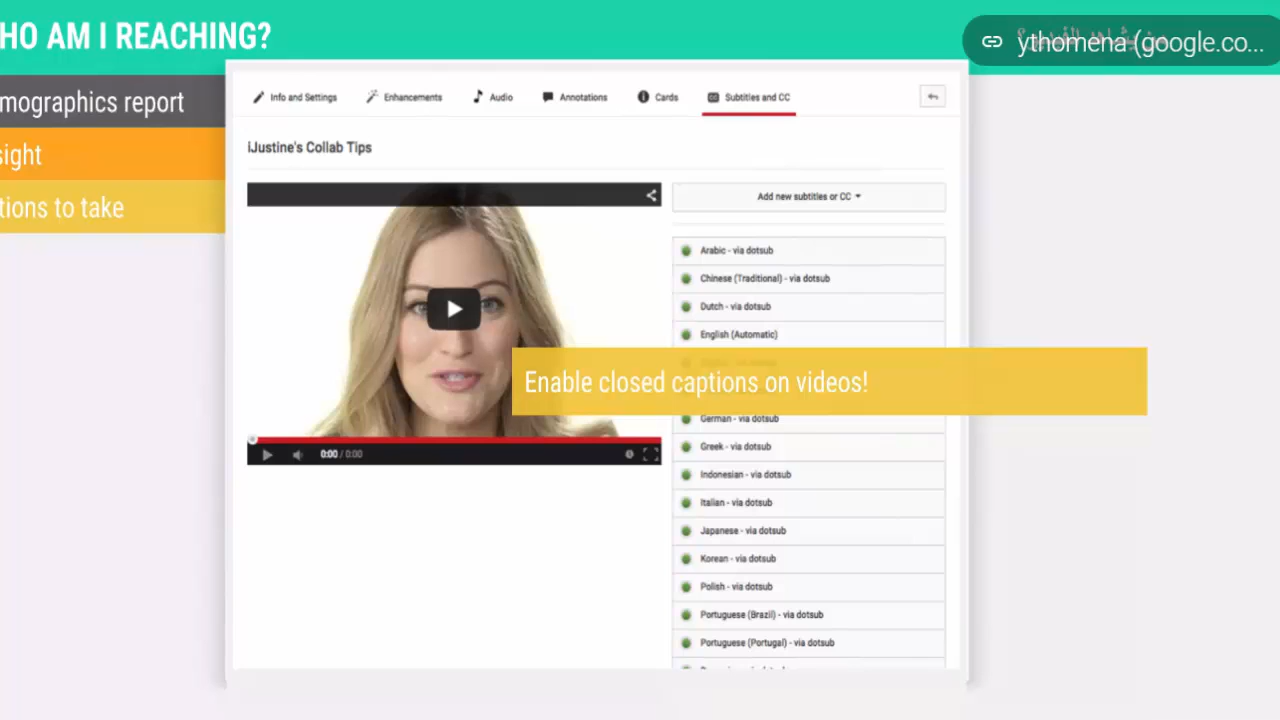 HO AM I REACHING?
ythomena (google.co...
mographics report
sight
tions to take
Info and Settings
Enhancements
Audio
Annotations
Cards
Subtitles and CC
iJustine's Collab Tips
Add new subtitles or CC
Arabic - via dotsub
Chinese (Traditional) - via dotsub
Dutch - via dotsub
English (Automatic)
Enable closed captions on videos!
German - via dotsub
Greek - via dotsub
0:00 / 0:00
Indonesian - via dotsub
Italian - via dotsub
Japanese - via dotsub
Korean - via dotsub
Polish - via dotsub
Portuguese (Brazil) - via dotsub
Portuguese (Portugal) - via dotsub